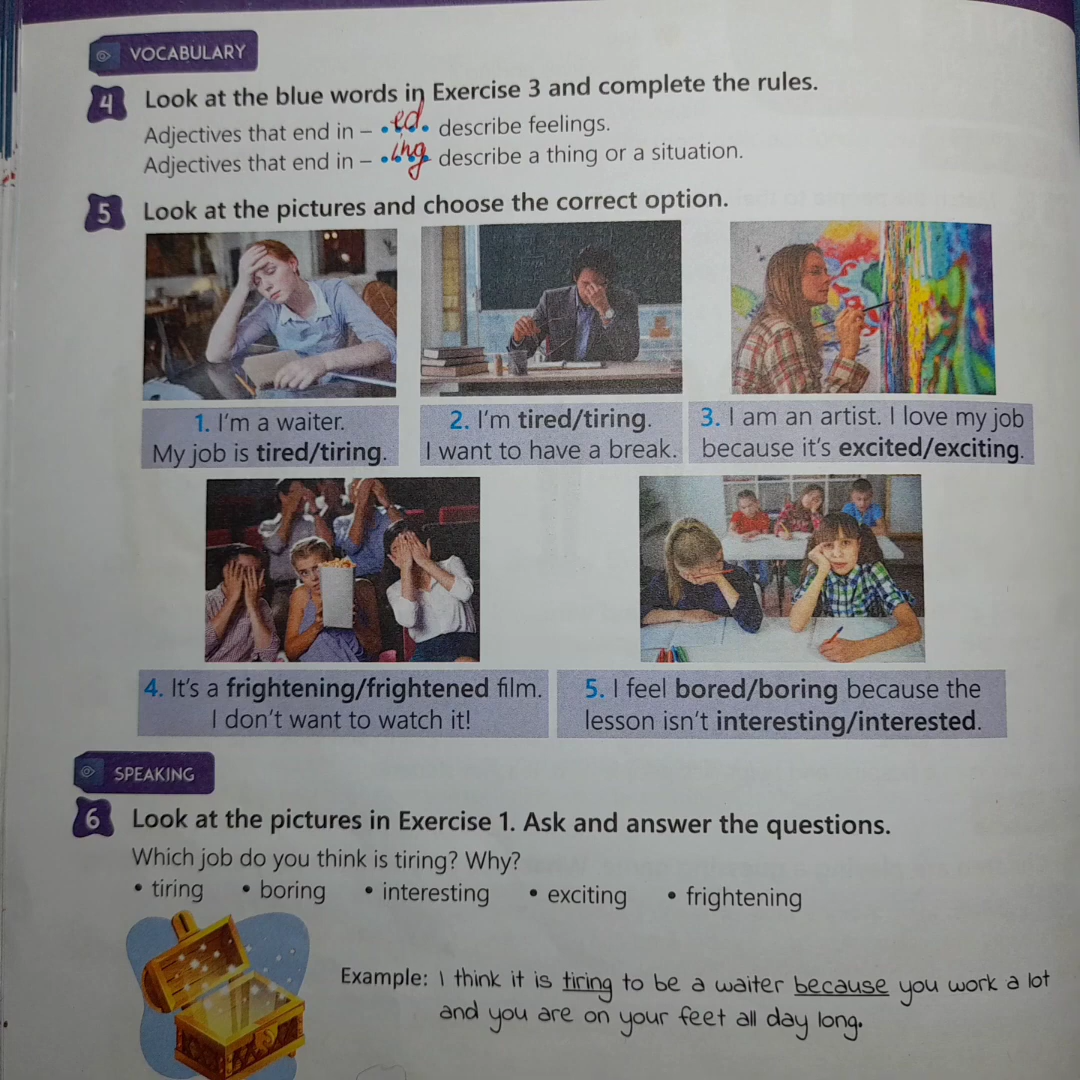 VOCABULARY
4 Look at the blue words in Exercise 3 and complete the rules.
Adjectives that end in – ed. describe feelings.
Adjectives that end in – ing describe a thing or a situation.
5 Look at the pictures and choose the correct option.
1. I'm a waiter.
My job is tired/tiring.
2. I'm tired/tiring.
I want to have a break.
3. I am an artist. I love my job
because it's excited/exciting.
4. It's a frightening/frightened film.
I don't want to watch it!
5. I feel bored/boring because the
lesson isn't interesting/interested.
SPEAKING
6 Look at the pictures in Exercise 1. Ask and answer the questions.
Which job do you think is tiring? Why?
• tiring • boring • interesting • exciting • frightening
Example: I think it is tiring to be a waiter because you work a lot
and you are on your feet all day long.